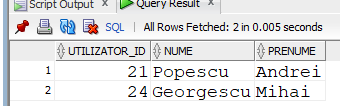 Script Output × Query Result ×
SQL | All Rows Fetched: 2 in 0.005 seconds
UTILIZATOR_ID NUME PRENUME
1 21 Popescu Andrei
2 24 Georgescu Mihai